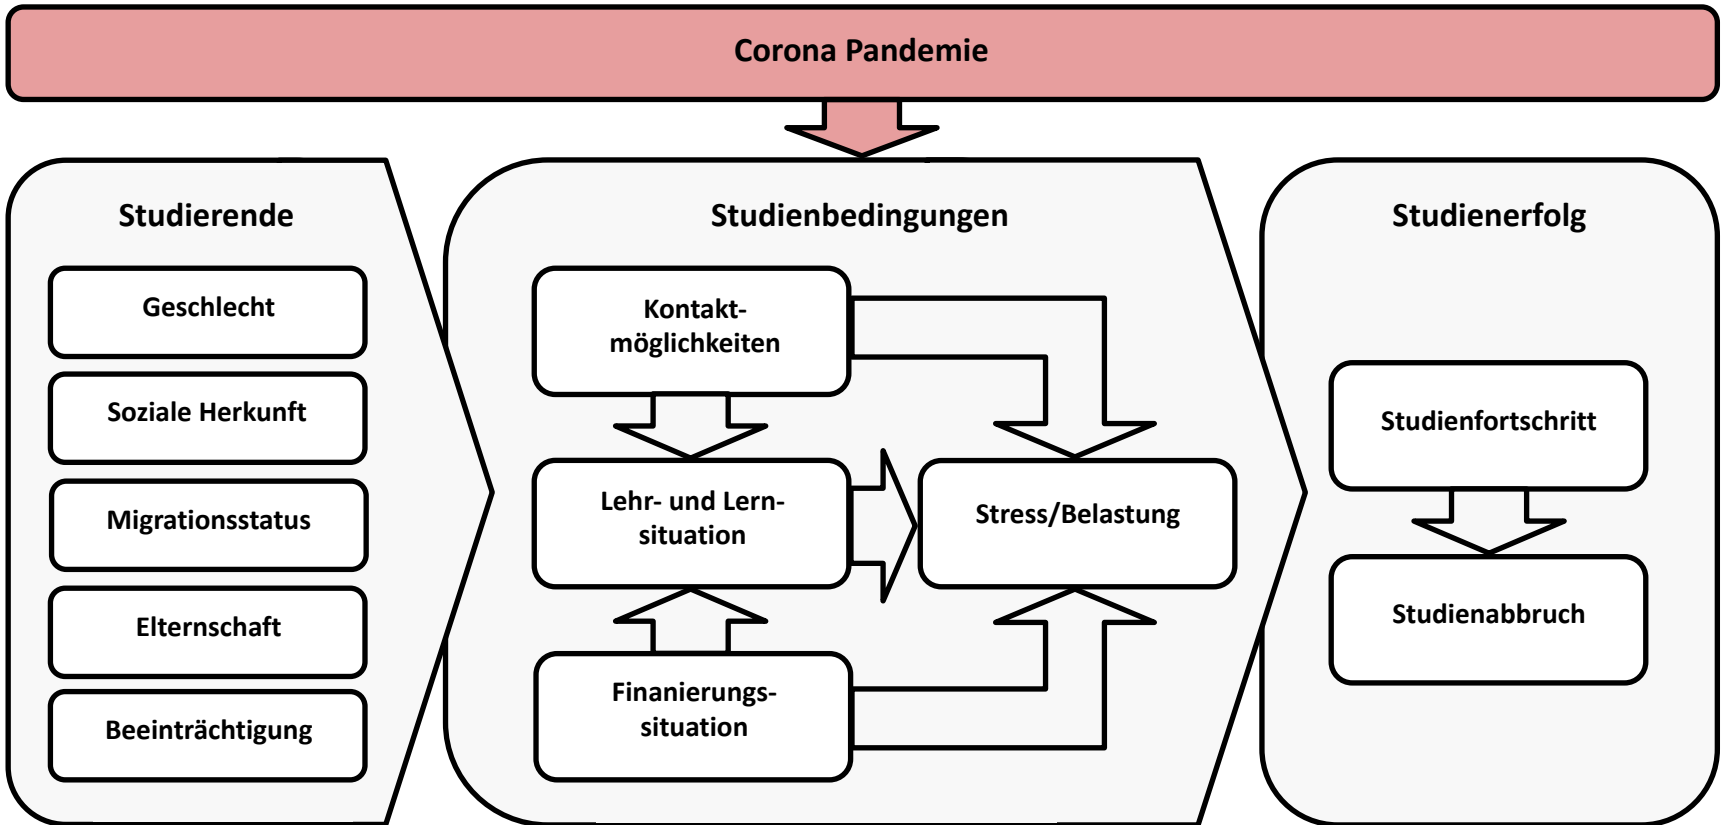 Corona Pandemie
Studierende
Geschlecht
Soziale Herkunft
Migrationsstatus
Elternschaft
Beeinträchtigung
Studienbedingungen
Kontakt-
möglichkeiten
Lehr- und Lern-
situation
Finanierungs-
situation
Stress/Belastung
Studienerfolg
Studienfortschritt
Studienabbruch